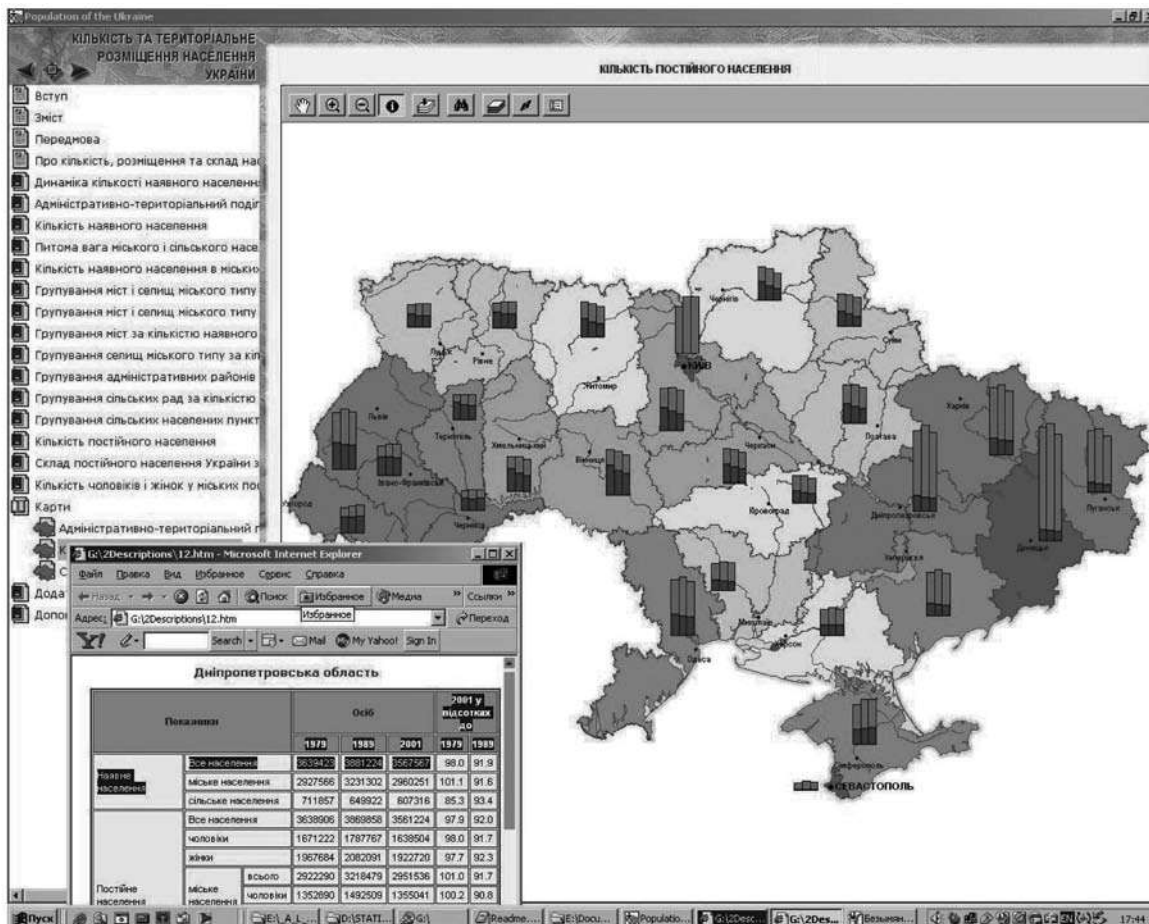 Population of the Ukraine
КІЛЬКІСТЬ ТА ТЕРИТОРІАЛЬНЕ
РОЗМІЩЕННЯ НАСЕЛЕННЯ
УКРАЇНИ
КІЛЬКІСТЬ ПОСТІЙНОГО НАСЕЛЕННЯ
Вступ
Зміст
Передмова
Про кількість, розміщення та склад нас
Динаміка кількості наявного населення
Адміністративно-територіальний поділ
Кількість наявного населення
Питома вага міського і сільського насе
Кількість наявного населення в міських
Групування міст і селищ міського типу
Групування міст і селищ міського типу
Групування міст за кількістю наявного
Групування селищ міського типу за кіл
Групування адміністративних районів
Групування сільських рад за кількістю
Групування сільських населених пункт
Кількість постійного населення
Склад постійного населення України з
Кількість чоловіків і жінок у міських пос
Карти
Адміністративно-територіальний п
К
С
Дода
Допо
Чернігів
Суми
Луцьк
Рівне
Житомир
КИЇВ
Львів
Тернопіль
Хмельницький
Вінниця
Черкаси
Полтава
Харків
Івано-Франківськ
Ужгород
Чернівці
Кіровоград
Дніпропетровськ
Луганськ
Донецьк
Запоріжжя
Миколаїв
Херсон
Одеса
Сімферополь
СЕВАСТОПОЛЬ
G:\2Descriptions\12.htm - Microsoft Internet Explorer
Файл Правка Вид Избранное Сервис Справка
Назад Поиск Избранное Медиа Ссылки
Адрес: G:\2Descriptions\12.htm Переход
Избранное
Y! Search Mail My Yahoo! Sign In
Дніпропетровська область
Показники Осіб 2001 у підсотках до
1979 1989 2001 1979 1989
Наявне населення Все населення 3639423 3881224 3567567 98.0 91.9
міське населення 2927566 3231302 2960251 101.1 91.6
сільське населення 711857 649922 607316 85.3 93.4
Постійне населення Все населення 3638906 3869858 3561224 97.9 92.0
чоловіки 1671222 1787767 1638504 98.0 91.7
жінки 1967684 2082091 1922720 97.7 92.3
міське населення всього 2922290 3218479 2951536 101.0 91.7
чоловіки 1352690 1492509 1355041 100.2 90.8
Пуск E:\_A_L_... D:\STATI... G:\ Readme.... E:\Docu... Populatio... G:\2Desc... G:\2Des... Безымян... 17:44